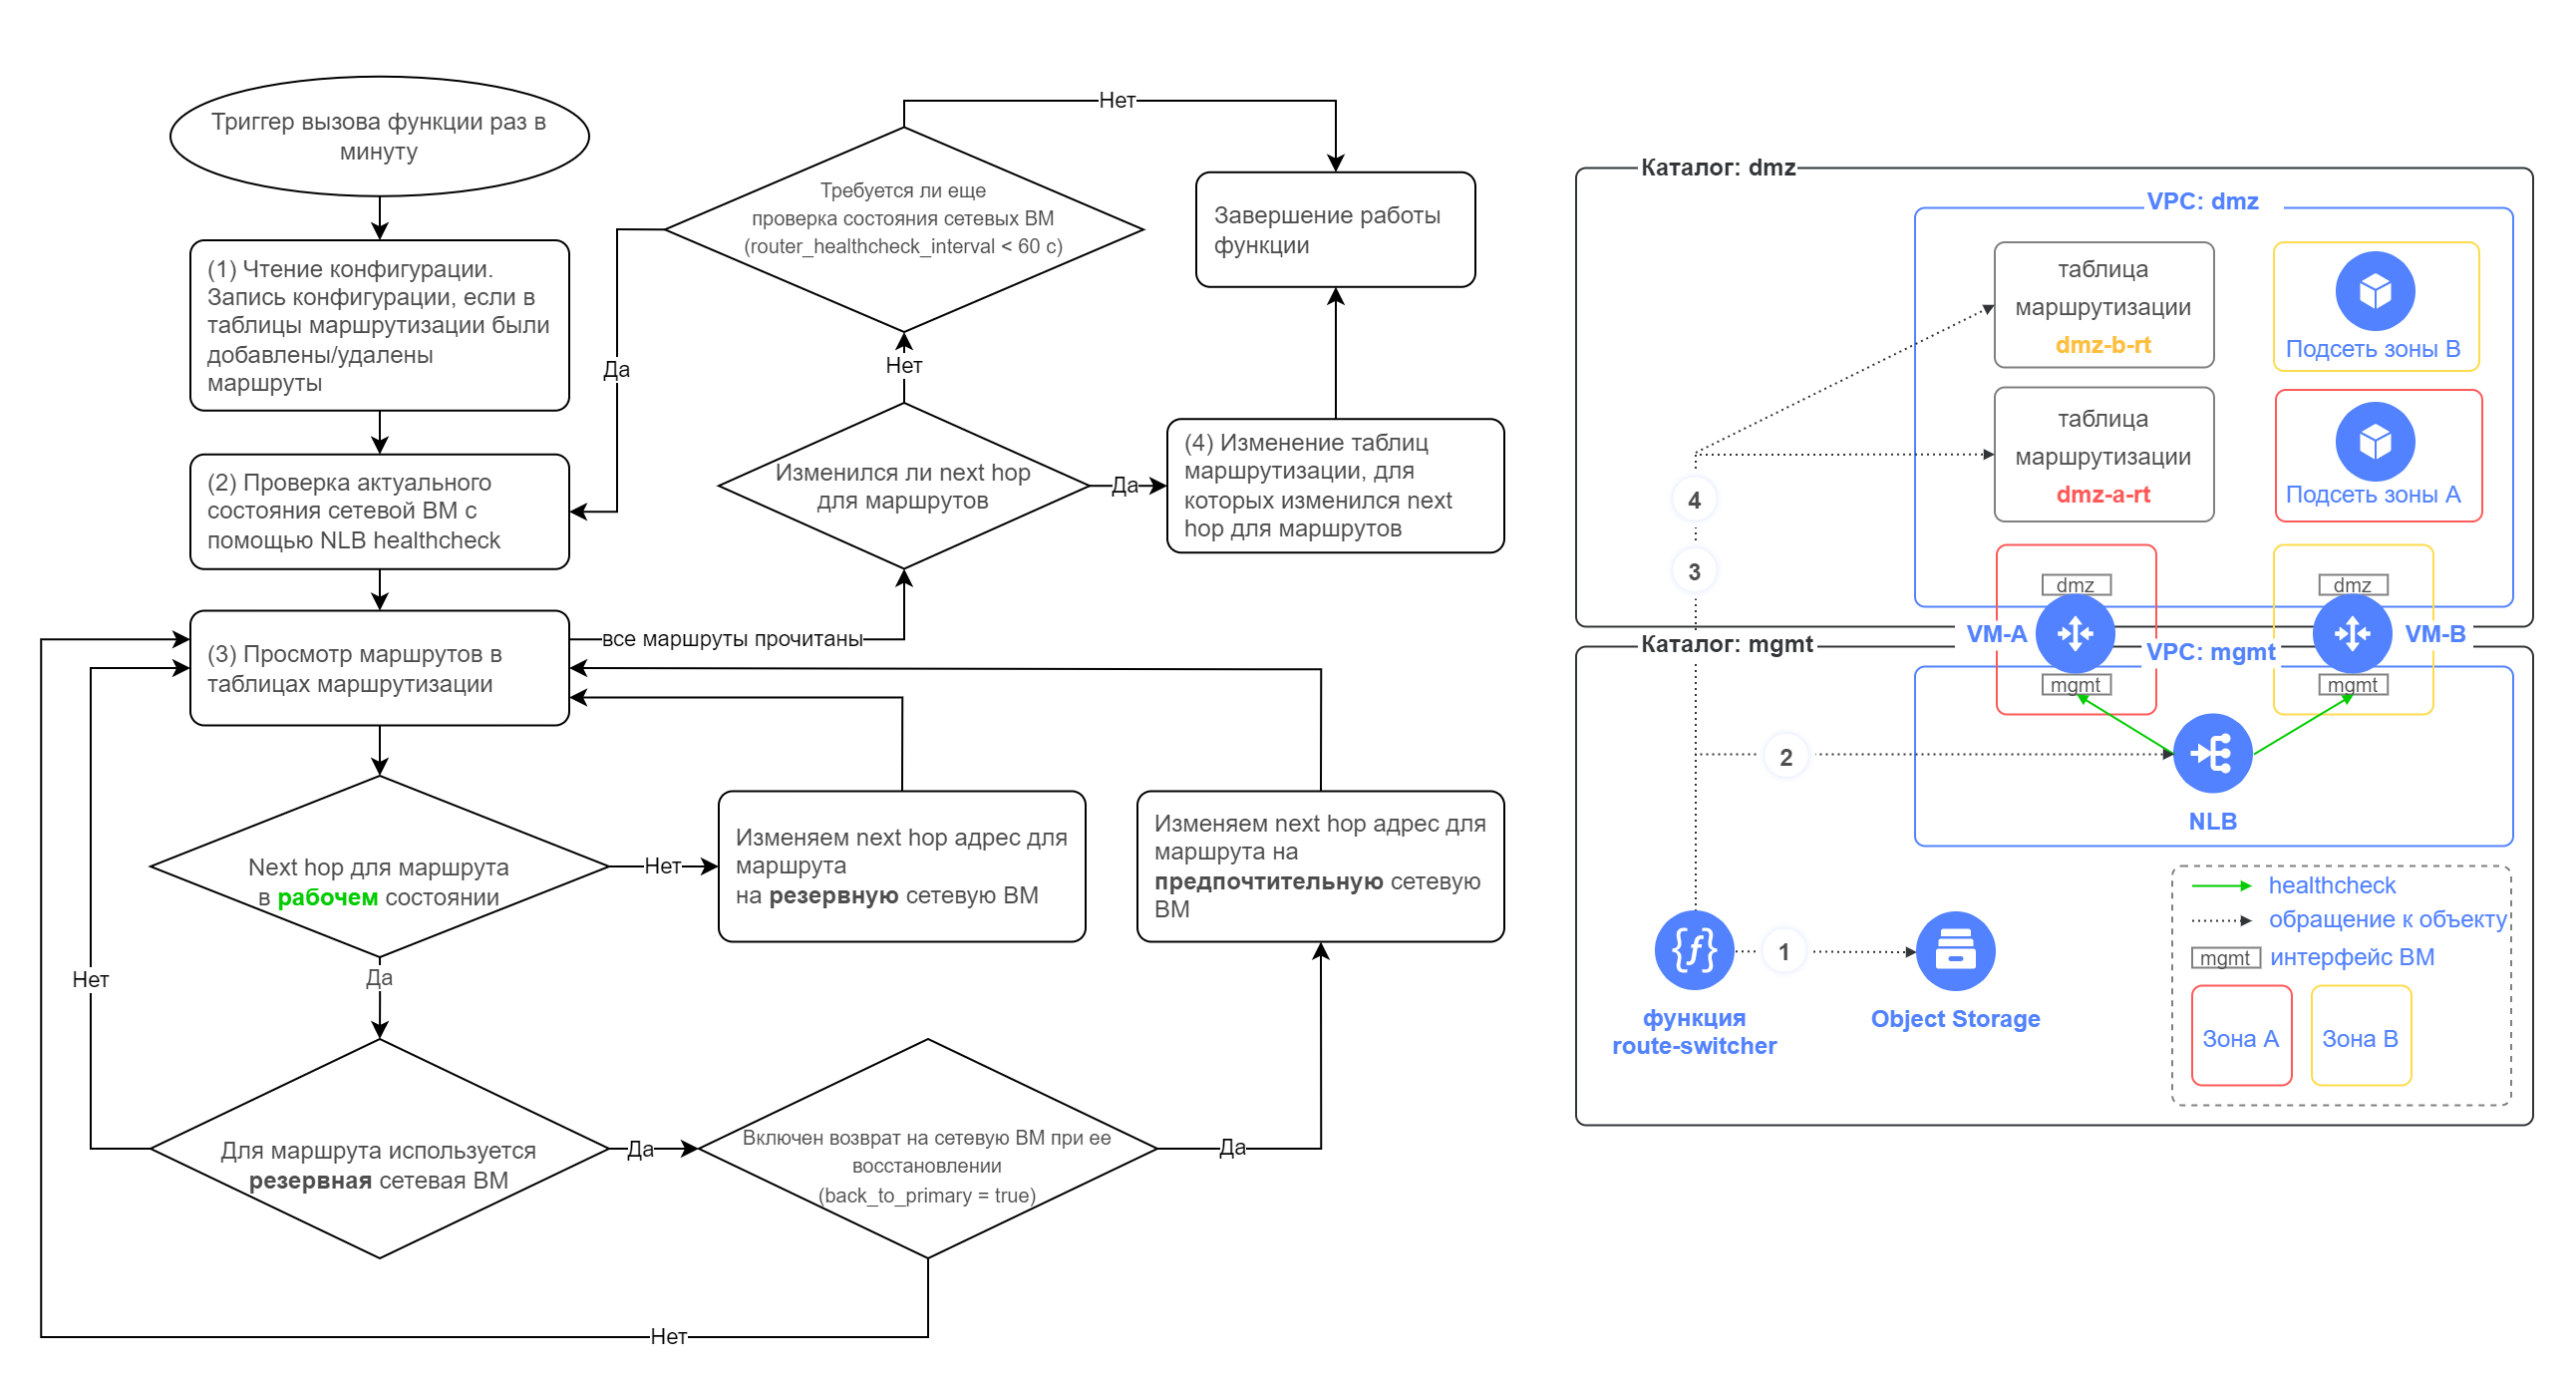 Триггер вызова функции раз в
минуту
(1) Чтение конфигурации.
Запись конфигурации, если в
таблицы маршрутизации были
добавлены/удалены
маршруты
(2) Проверка актуального
состояния сетевой ВМ с
помощью NLB healthcheck
(3) Просмотр маршрутов в
таблицах маршрутизации
все маршруты прочитаны
Next hop для маршрута
в рабочем состоянии
Нет
Да
Нет
Для маршрута используется
резервная сетевая ВМ
Да
Включен возврат на сетевую ВМ при ее
восстановлении
(back_to_primary = true)
Да
Нет
Изменяем next hop адрес для
маршрута
на резервную сетевую ВМ
Изменяем next hop адрес для
маршрута на
предпочтительную сетевую
ВМ
Изменился ли next hop
для маршрутов
Нет
Да
(4) Изменение таблиц
маршрутизации, для
которых изменился next
hop для маршрутов
Требуется ли еще
проверка состояния сетевых ВМ
(router_healthcheck_interval < 60 с)
Да
Нет
Завершение работы
функции
Каталог: dmz
VPC: dmz
таблица
маршрутизации
dmz-b-rt
Подсеть зоны B
таблица
маршрутизации
dmz-a-rt
Подсеть зоны A
4
3
dmz
dmz
VM-A
VM-B
Каталог: mgmt
VPC: mgmt
mgmt
mgmt
2
NLB
{ƒ}
1
функция
route-switcher
Object Storage
healthcheck
обращение к объекту
mgmt
интерфейс ВМ
Зона A
Зона B